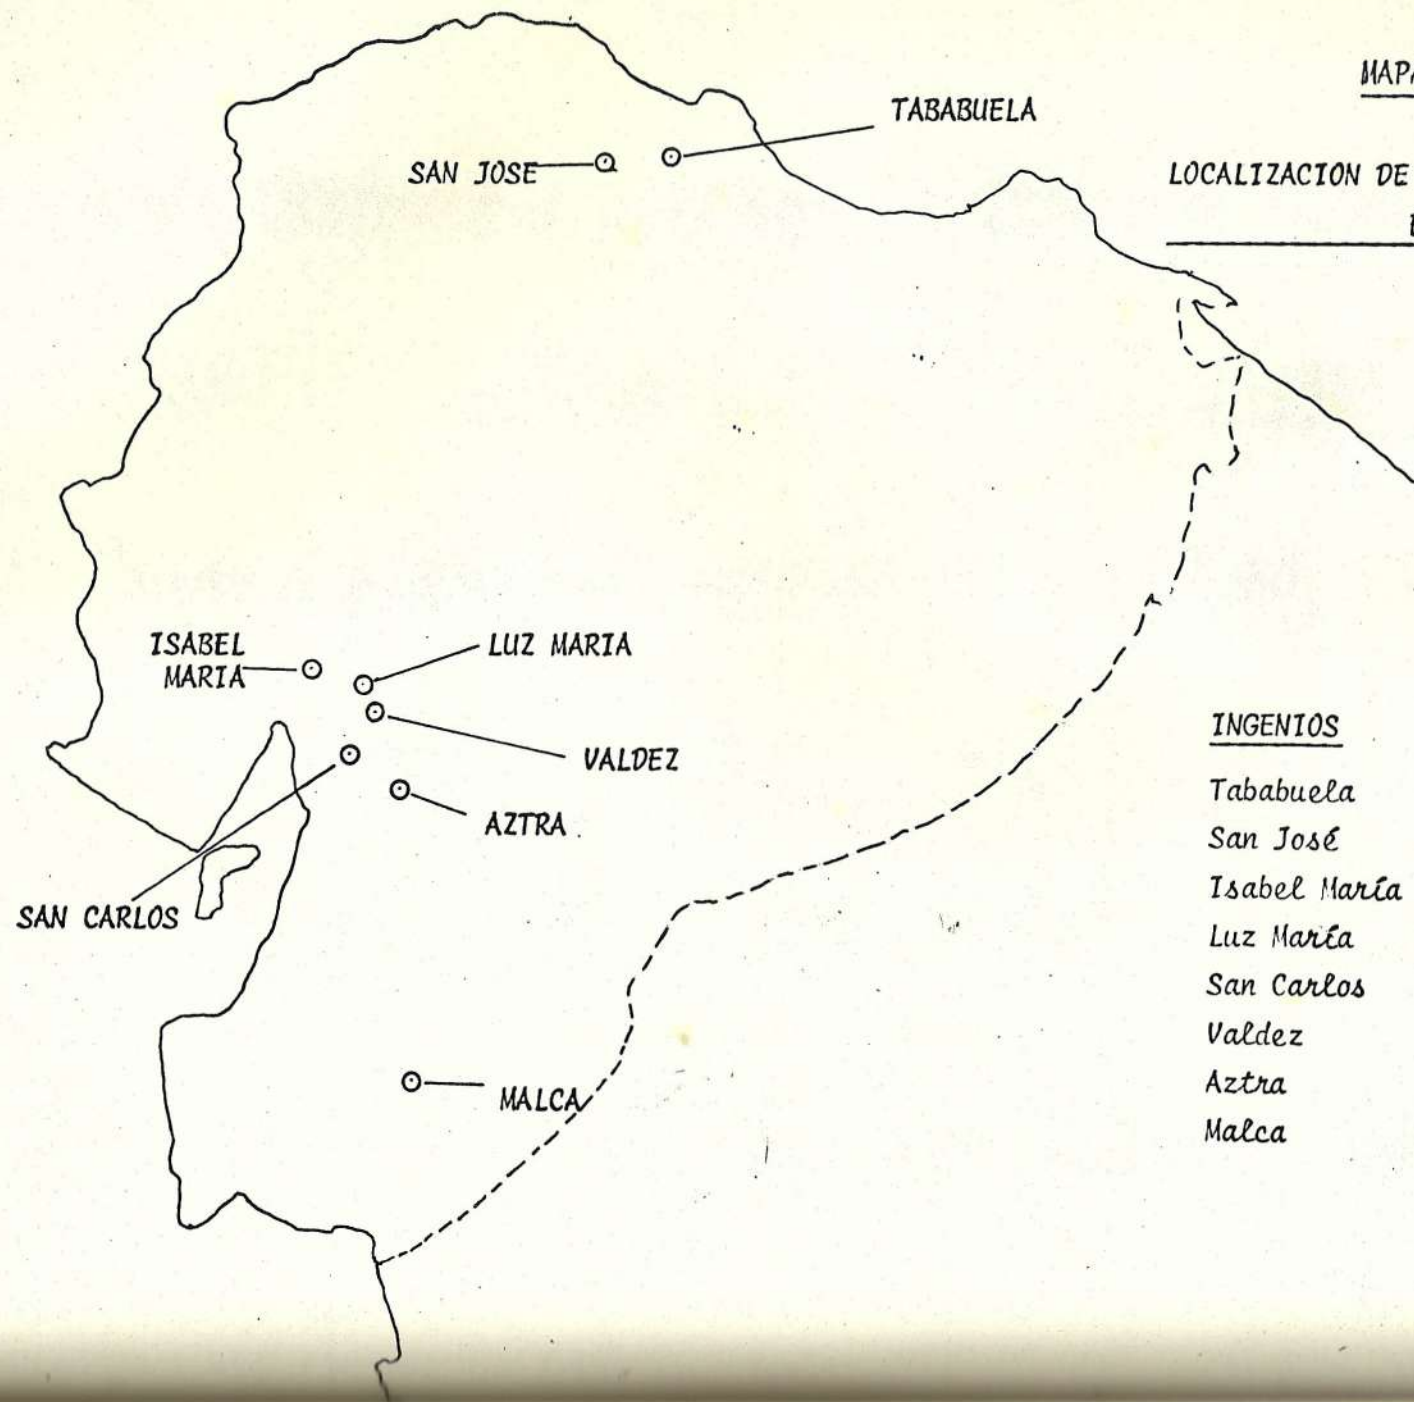 TABABUELA
SAN JOSE
LOCALIZACION DE
ISABEL
MARIA
LUZ MARIA
VALDEZ
AZTRA
SAN CARLOS
MALCA
INGENIOS
Tababuela
San José
Isabel María
Luz María
San Carlos
Valdez
Aztra
Malca